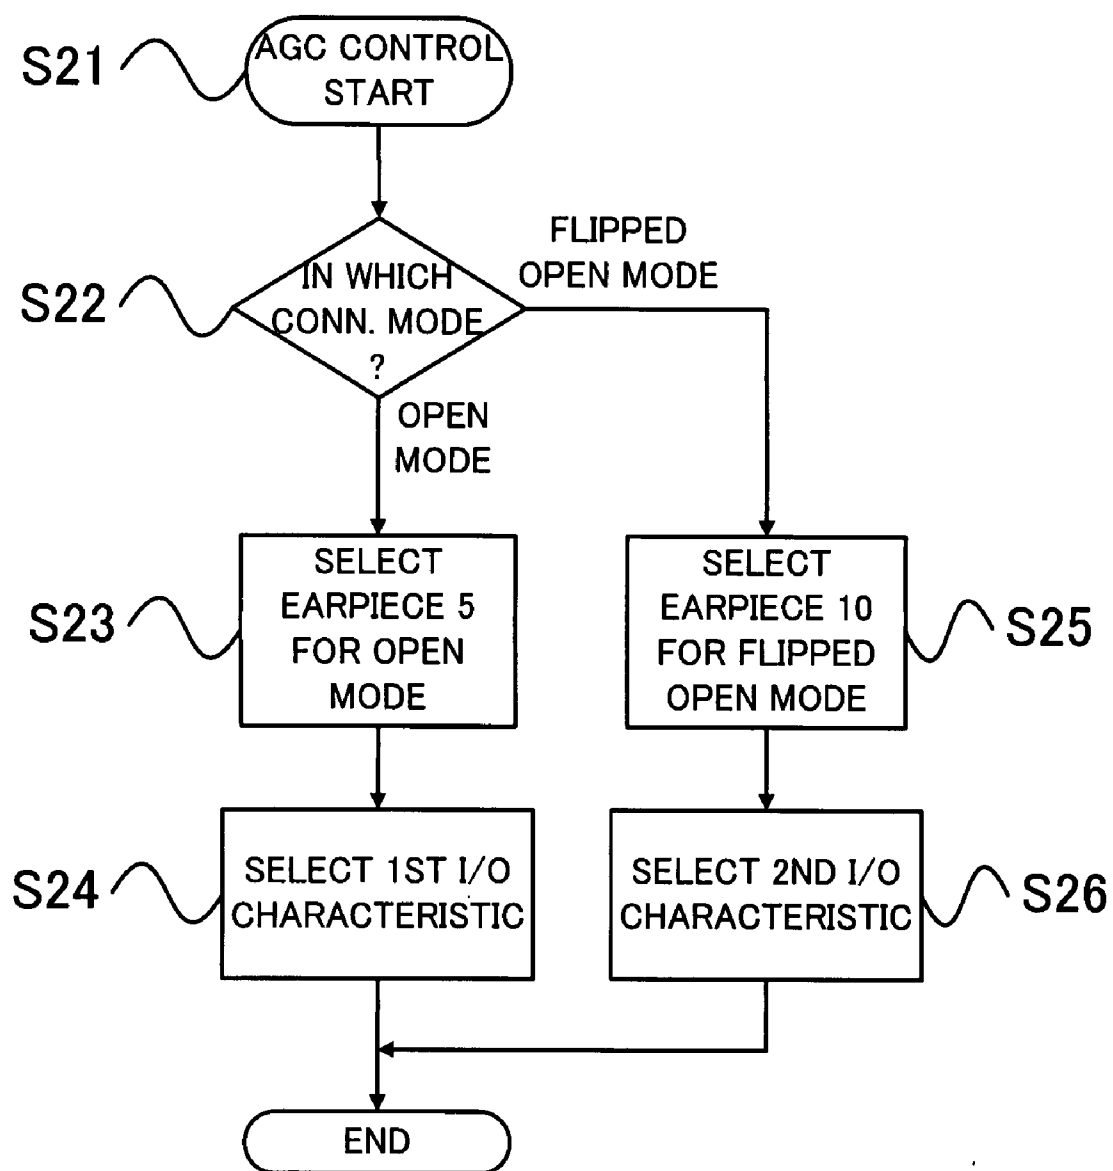 S21
AGC CONTROL
START
S22
IN WHICH
CONN. MODE
?
FLIPPED
OPEN MODE
OPEN
MODE
S23
SELECT
EARPIECE 5
FOR OPEN
MODE
SELECT
EARPIECE 10
FOR FLIPPED
OPEN MODE
S25
S24
SELECT 1ST I/O
CHARACTERISTIC
SELECT 2ND I/O
CHARACTERISTIC
S26
END